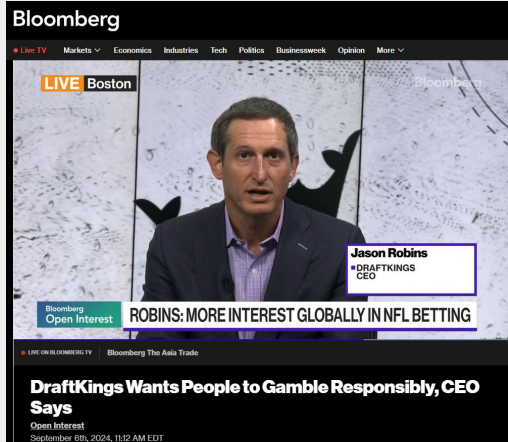 Bloomberg
Live TV Markets Economics Industries Tech Politics Businessweek Opinion More
LIVE Boston
Bloomberg
Jason Robins
DRAFTKINGS
CEO
Bloomberg
Open Interest
ROBINS: MORE INTEREST GLOBALLY IN NFL BETTING
LIVE ON BLOOMBERG TV Bloomberg The Asia Trade
DraftKings Wants People to Gamble Responsibly, CEO
Says
Open Interest
September 6th, 2024, 11:12 AM EDT